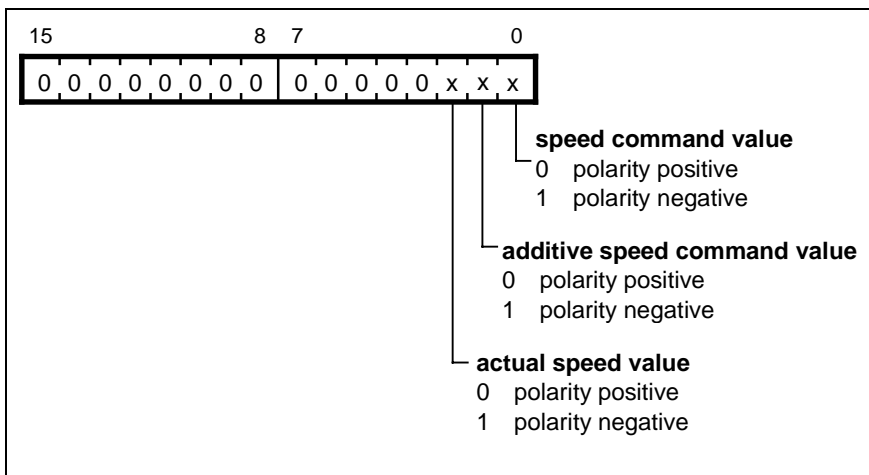 15 8 7 0
0 0 0 0 0 0 0 0 0 0 0 0 0 x x x
speed command value
0 polarity positive
1 polarity negative
additive speed command value
0 polarity positive
1 polarity negative
actual speed value
0 polarity positive
1 polarity negative